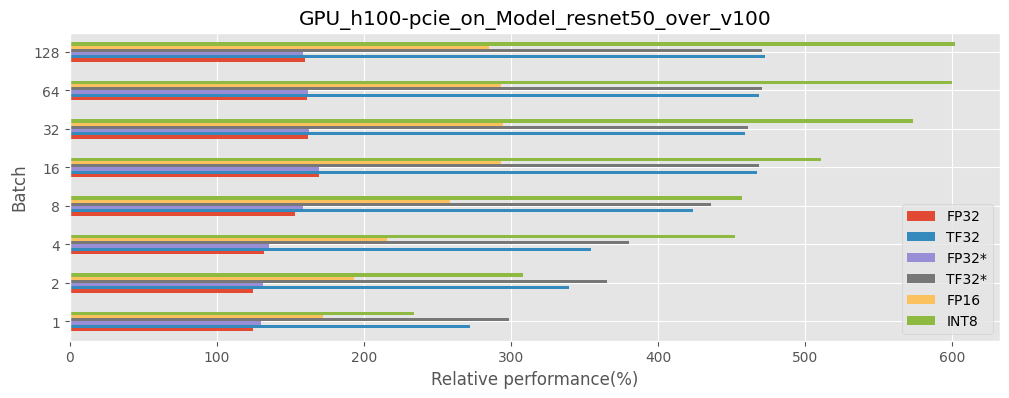 GPU_h100-pcie_on_Model_resnet50_over_v100
Batch
128
64
32
16
8
4
2
1
FP32
TF32
FP32*
TF32*
FP16
INT8
0 100 200 300 400 500 600
Relative performance(%)